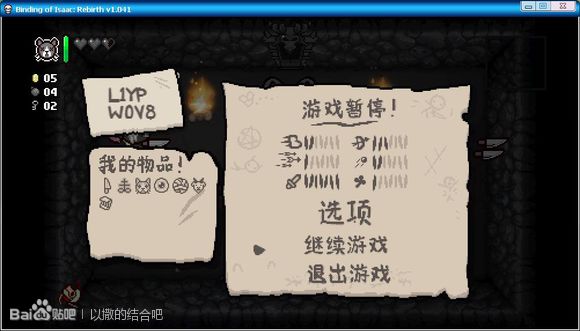 Binding of Isaac: Rebirth v1.041
05
04
02
L1YP
W0V8
我的物品！
游戏暂停！
选项
继续游戏
退出游戏
Bai 贴吧 | 以撒的结合吧